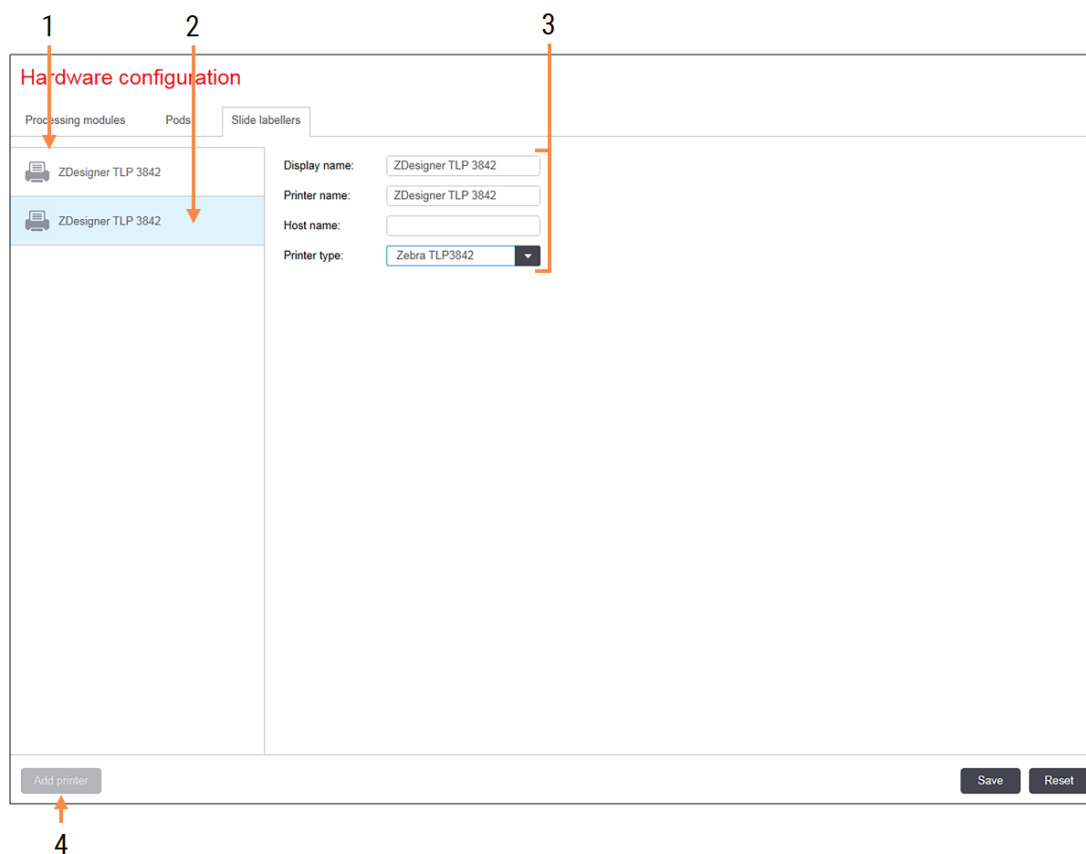 1 2 3
Hardware configuration
Processing modules Pods Slide labellers
ZDesigner TLP 3842
ZDesigner TLP 3842
Display name: ZDesigner TLP 3842
Printer name: ZDesigner TLP 3842
Host name:
Printer type: Zebra TLP3842
Add printer Save Reset
4